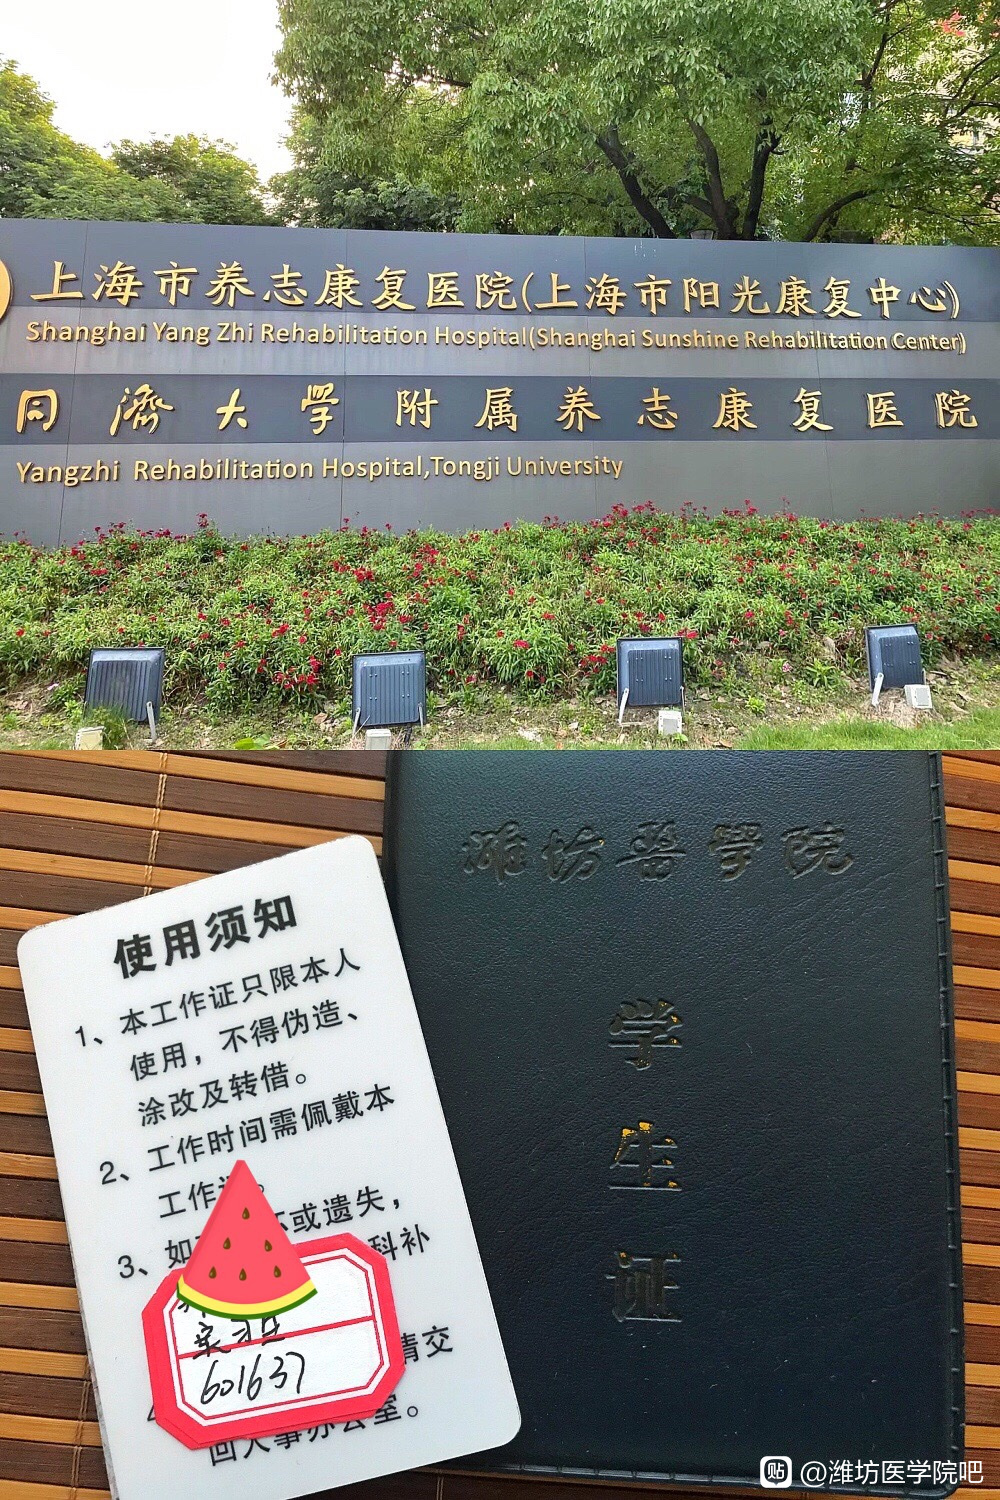 上海市养志康复医院(上海市阳光康复中心)
Shanghai Yang Zhi Rehabilitation Hospital(Shanghai Sunshine Rehabilitation Center)
同濟大学附属养志康复医院
Yangzhi Rehabilitation Hospital,Tongji University
潍坊医学院
学
生
证
使用须知
1、本工作证只限本人
使用，不得伪造、
涂改及转借。
2、工作时间需佩戴本
工作
3、如 或遗失，
科补
实习生
601637
请交
回人事办公室。
贴 @潍坊医学院吧